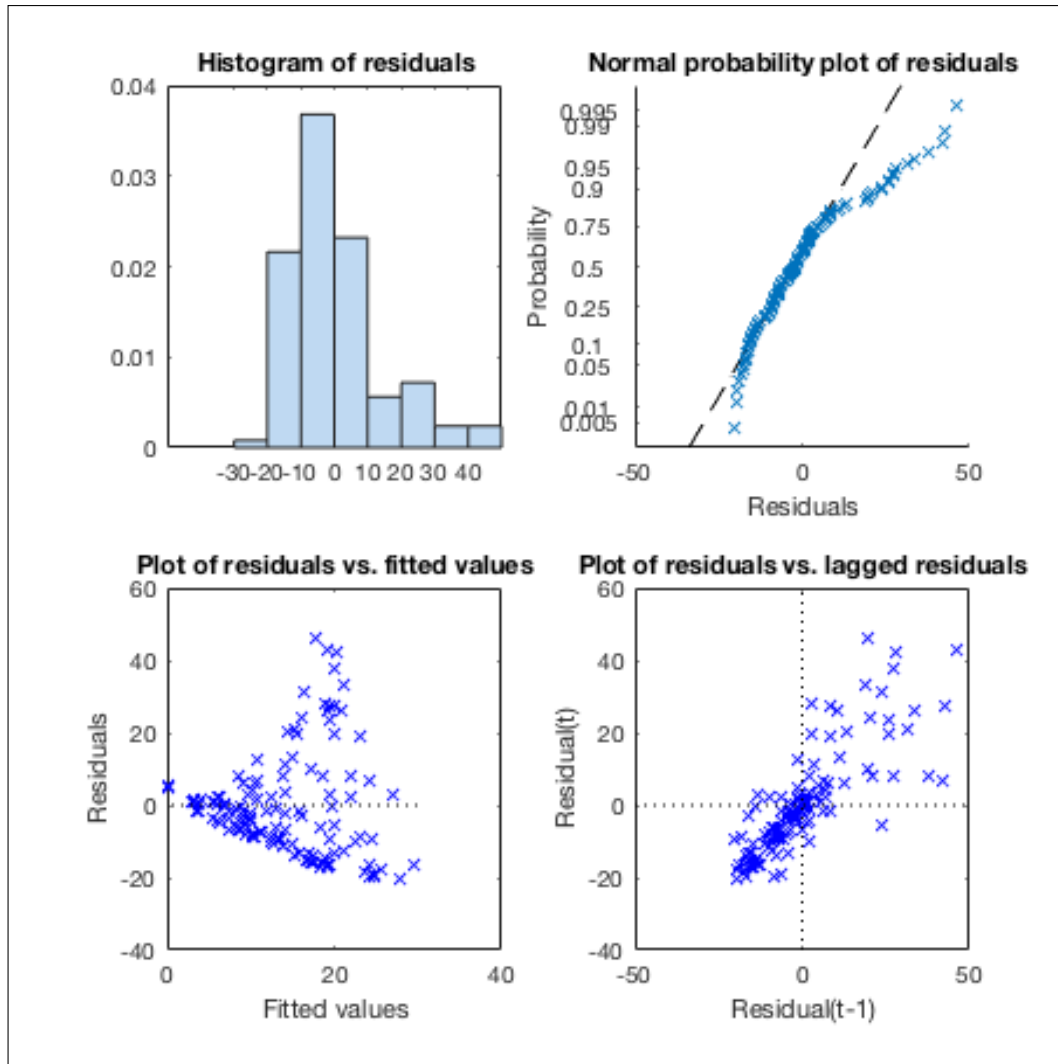 Histogram of residuals
0.04
0.03
0.02
0.01
0
-30 -20 -10 0 10 20 30 40
Normal probability plot of residuals
0.995
0.99
0.95
0.9
0.75
0.5
0.25
0.1
0.05
0.01
0.005
Probability
-50 0 50
Residuals
Plot of residuals vs. fitted values
60
40
20
0
-20
-40
Residuals
0 20 40
Fitted values
Plot of residuals vs. lagged residuals
60
40
20
0
-20
-40
Residual(t)
-50 0 50
Residual(t-1)